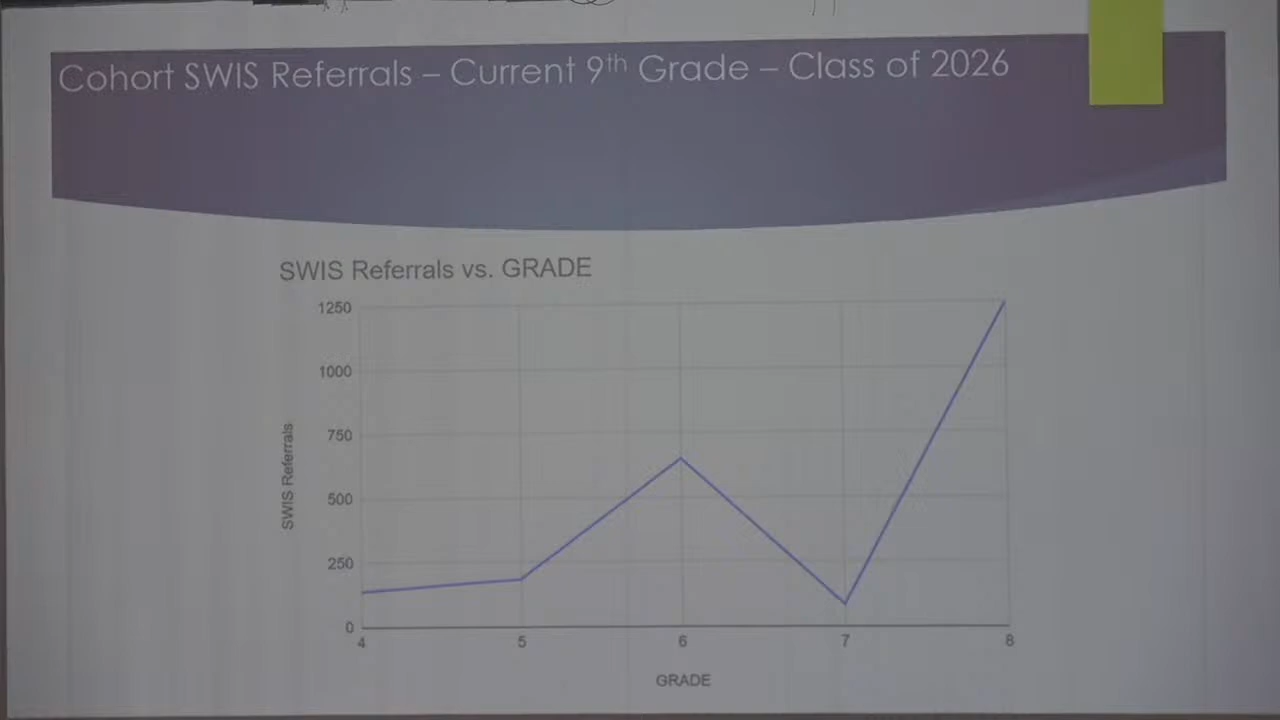 Cohort SWIS Referrals – Current 9th Grade – Class of 2026
SWIS Referrals vs. GRADE
1250
1000
750
500
250
0
SWIS Referrals
4 5 6 7 8
GRADE